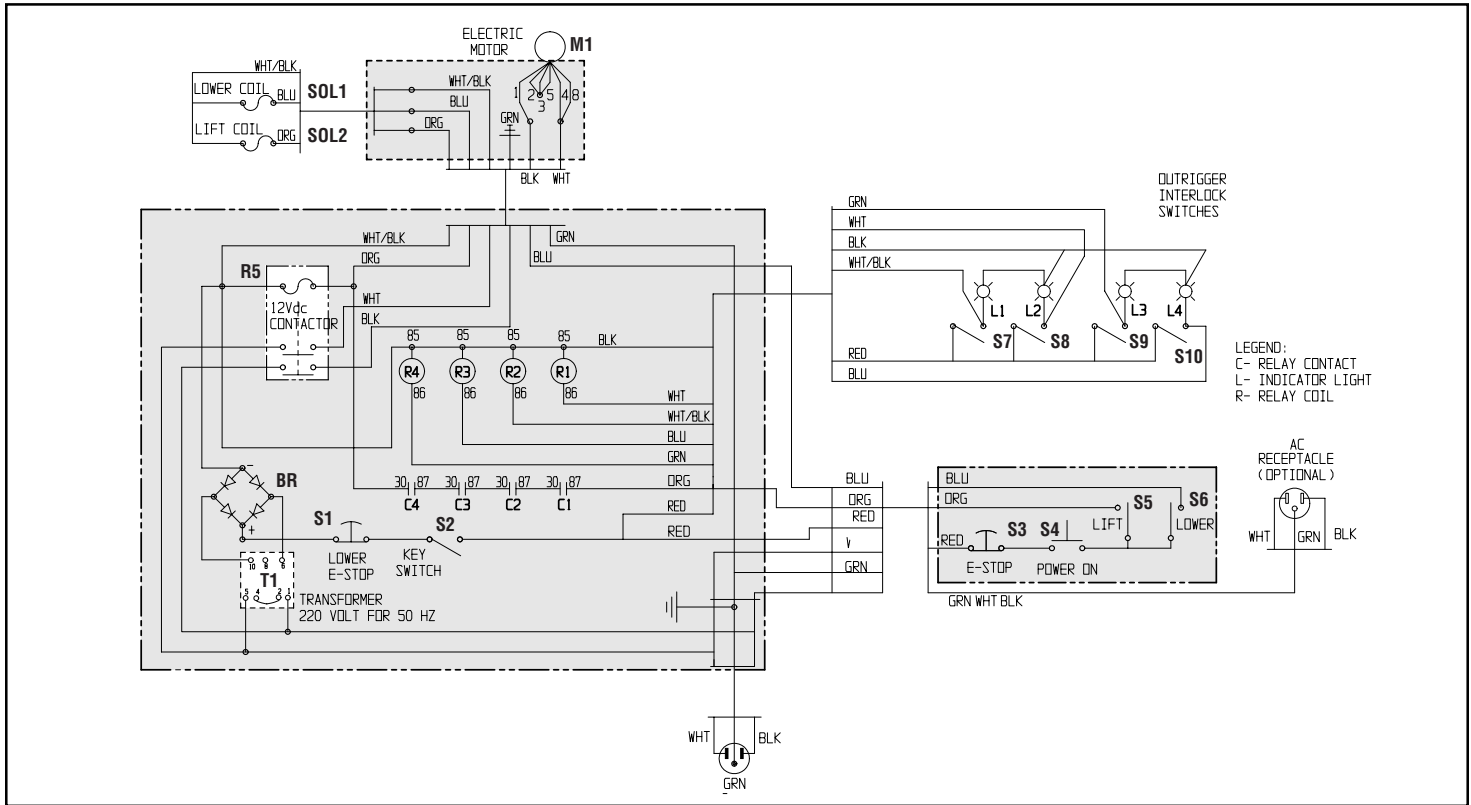 ELECTRIC
MOTOR
M1
WHT/BLK
LOWER COIL
BLU
SOL1
LIFT COIL
ORG
SOL2
WHT/BLK
BLU
ORG
GRN
1
2
3
5
4
8
BLK
WHT
OUTRIGGER
INTERLOCK
SWITCHES
GRN
WHT
BLK
WHT/BLK
L1
L2
L3
L4
S7
S8
S9
S10
RED
BLU
LEGEND:
C- RELAY CONTACT
L- INDICATOR LIGHT
R- RELAY COIL
WHT/BLK
GRN
ORG
BLU
R5
12Vdc
CONTACTOR
WHT
BLK
85
85
85
85
BLK
R4
R3
R2
R1
86
86
86
86
WHT
WHT/BLK
BLU
GRN
ORG
30
87
30
87
30
87
30
87
C4
C3
C2
C1
RED
RED
-
BR
+
S1
LOWER
E-STOP
S2
KEY
SWITCH
10
8
6
T1
5
4
2
1
TRANSFORMER
220 VOLT FOR 50 HZ
BLU
ORG
RED
V
GRN
BLU
ORG
S5
S6
LIFT
LOWER
RED
S3
S4
E-STOP
POWER ON
GRN WHT BLK
AC
RECEPTACLE
(OPTIONAL)
WHT
GRN
BLK
WHT
BLK
GRN